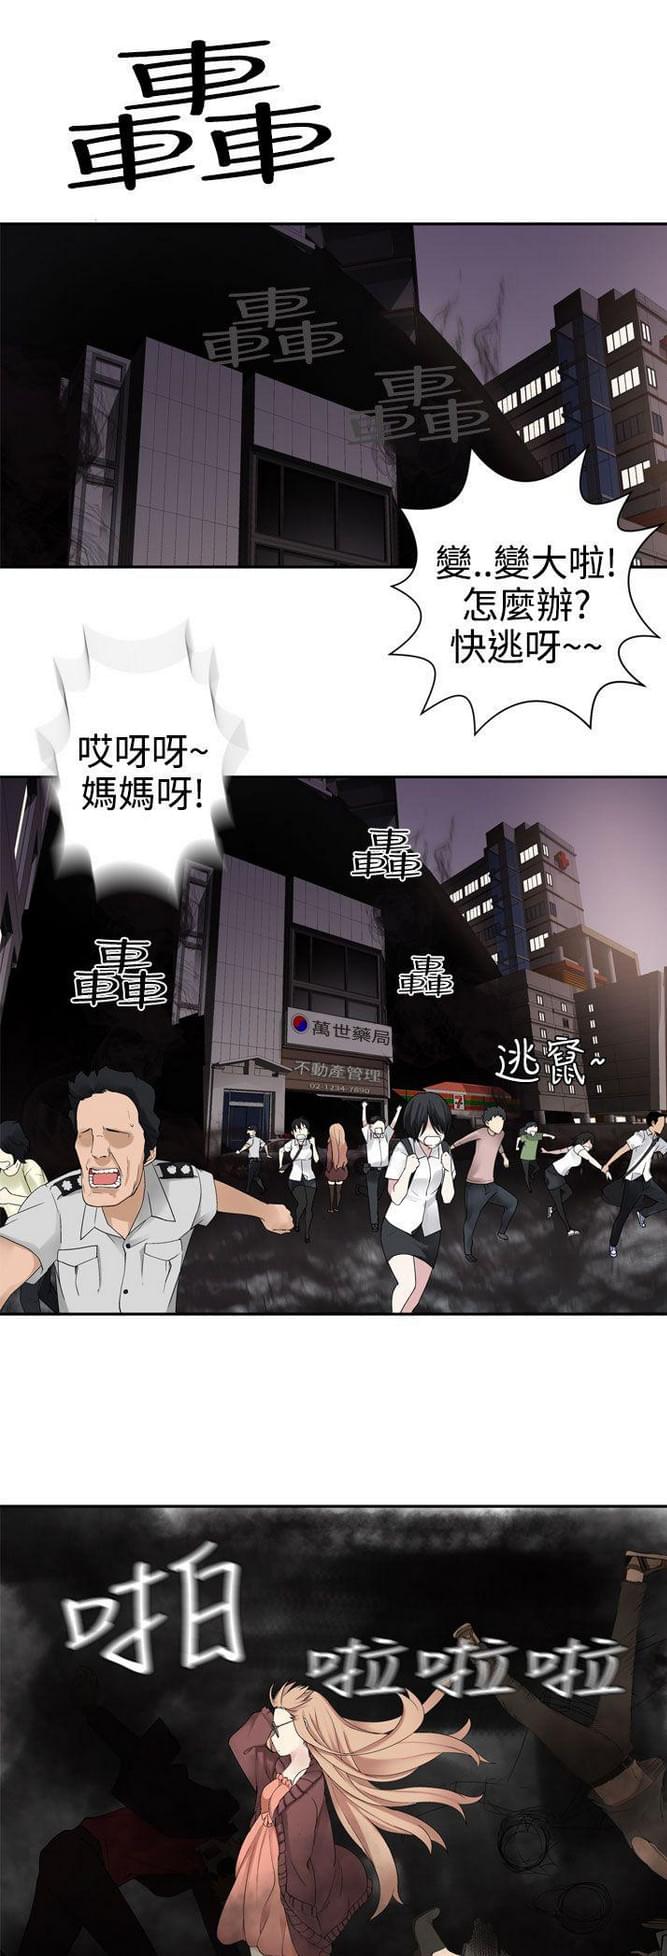 轟
轟
轟
變..變大啦!
怎麼辦?
快逃呀~~
哎呀呀~
媽媽呀!
轟
轟
轟
萬世藥局
不動產管理
02-1234-7890
逃竄~
7
啪
啦啦啦